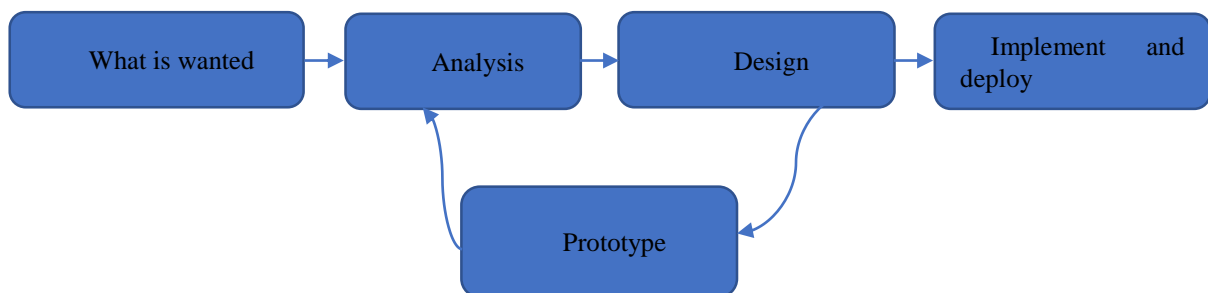 What is wanted
Analysis
Design
Implement and
deploy
Prototype